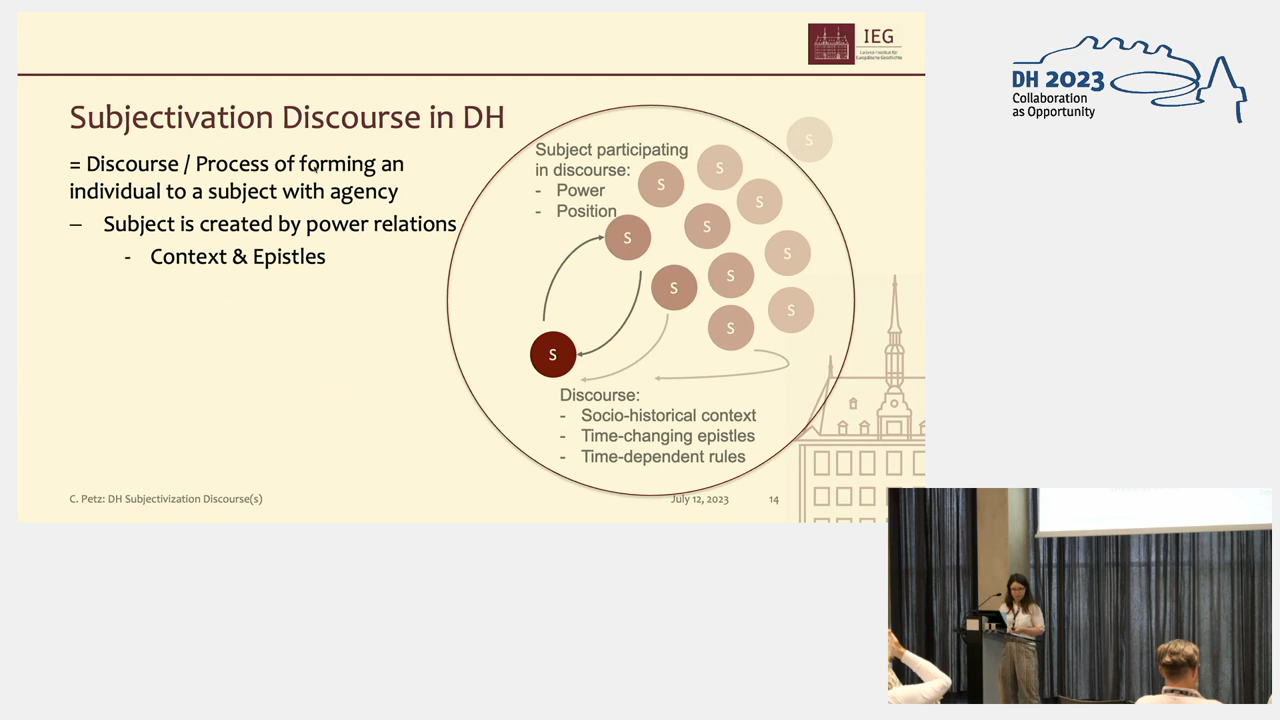 IEG
Leibniz-Institut für
Europäische Geschichte
DH 2023
Collaboration
as Opportunity
Subjectivation Discourse in DH
= Discourse / Process of forming an
individual to a subject with agency
– Subject is created by power relations
- Context & Epistles
Subject participating
in discourse:
- Power
- Position
S
S
S
S
S
S
S
S
S
S
S
S
Discourse:
- Socio-historical context
- Time-changing epistles
- Time-dependent rules
C. Petz: DH Subjectivization Discourse(s)
July 12, 2023
14